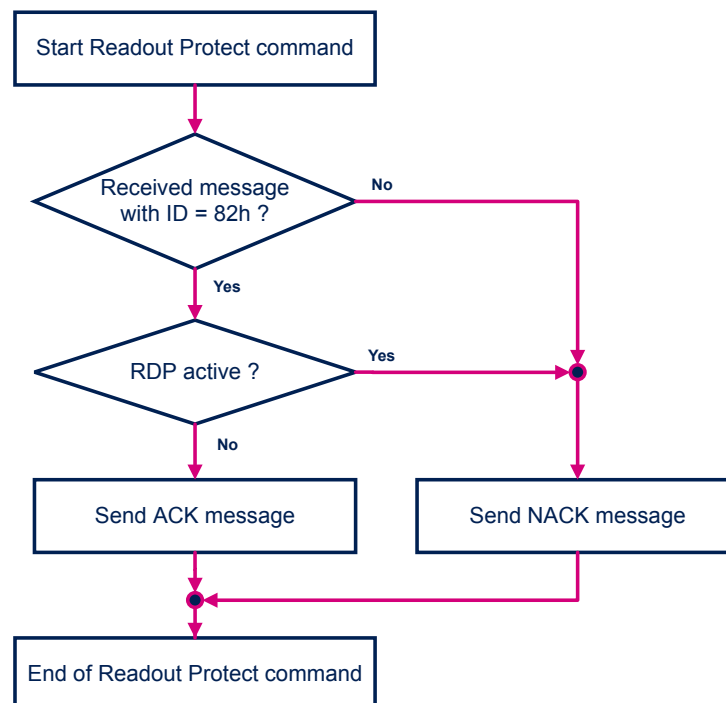 Start Readout Protect command
Received message
with ID = 82h ?
No
Yes
RDP active ?
Yes
No
Send ACK message
Send NACK message
End of Readout Protect command